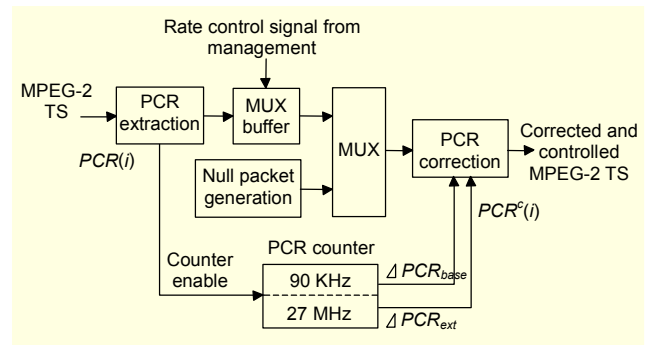 Rate control signal from
management
MPEG-2
TS
PCR
extraction
MUX
buffer
MUX
PCR
correction
Corrected and
controlled
MPEG-2 TS
PCR(i)
Null packet
generation
PCRᶜ(i)
PCR counter
Counter
enable
90 KHz
27 MHz
Δ PCR_base
Δ PCR_ext